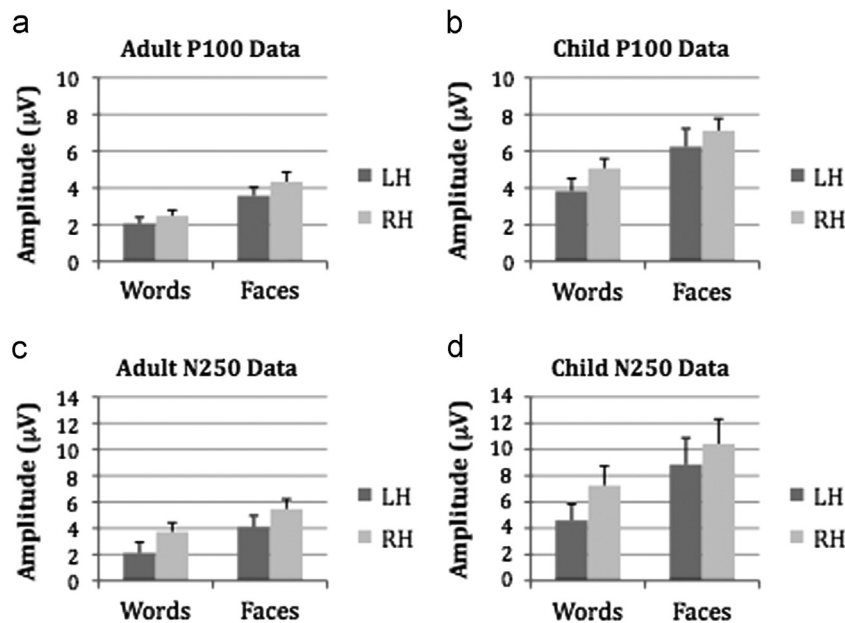 a
Adult P100 Data
10
8
6
4
2
0
Amplitude (μV)
Words Faces
LH
RH
b
Child P100 Data
10
8
6
4
2
0
Amplitude (μV)
Words Faces
LH
RH
c
Adult N250 Data
14
12
10
8
6
4
2
0
Amplitude (μV)
Words Faces
LH
RH
d
Child N250 Data
14
12
10
8
6
4
2
0
Amplitude (μV)
Words Faces
LH
RH